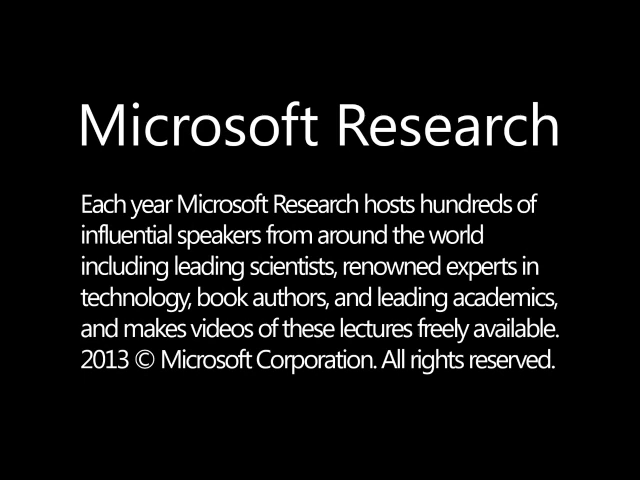 Microsoft Research
Each year Microsoft Research hosts hundreds of
influential speakers from around the world
including leading scientists, renowned experts in
technology, book authors, and leading academics,
and makes videos of these lectures freely available.
2013 © Microsoft Corporation. All rights reserved.